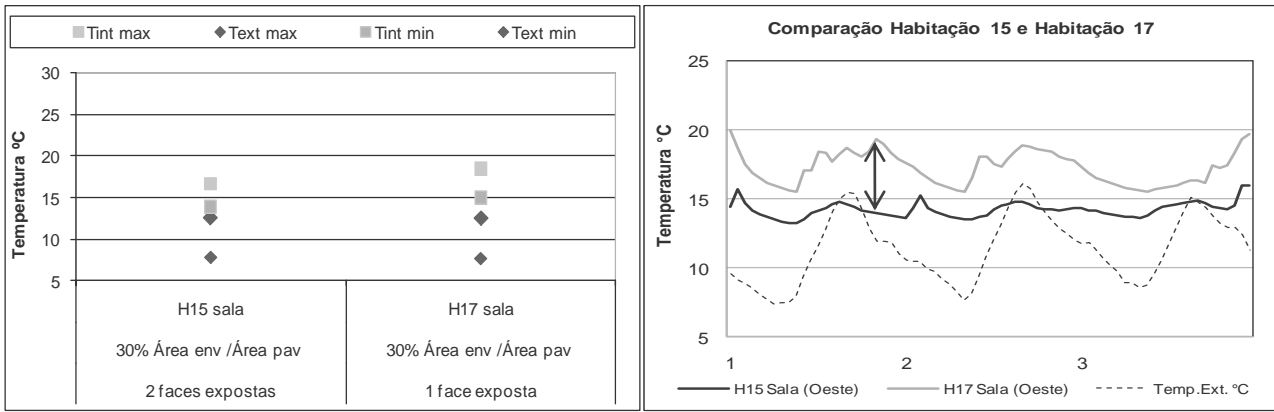 Tint max Text max Tint min Text min
Temperatura ºC
30
25
20
15
10
5
H15 sala H17 sala
30% Área env /Área pav 30% Área env /Área pav
2 faces expostas 1 face exposta
Comparação Habitação 15 e Habitação 17
Temperatura °C
25
20
15
10
5
1 2 3
H15 Sala (Oeste) H17 Sala (Oeste) Temp.Ext. °C